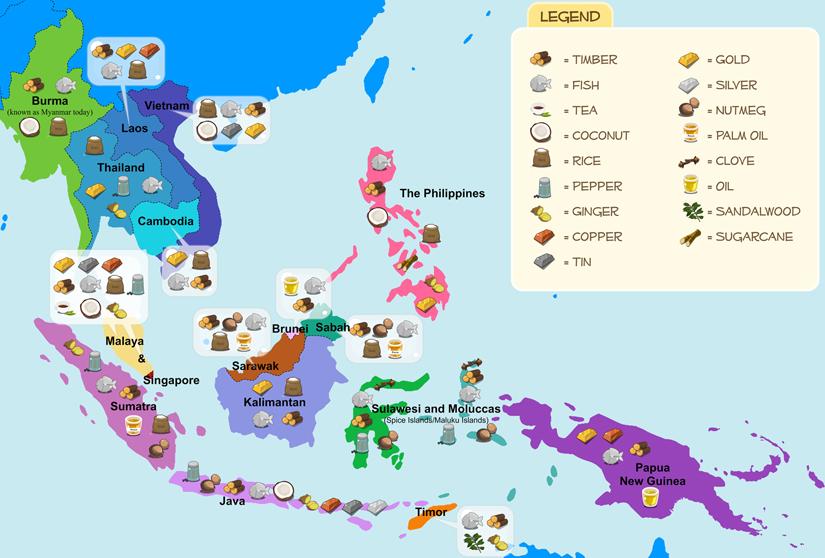 LEGEND
= TIMBER
= FISH
= TEA
= COCONUT
= RICE
= PEPPER
= GINGER
= COPPER
= TIN
= GOLD
= SILVER
= NUTMEG
= PALM OIL
= CLOVE
= OIL
= SANDALWOOD
= SUGARCANE
Burma
(known as Myanmar today)
Vietnam
Laos
Thailand
Cambodia
The Philippines
Malaya
&
Singapore
Sumatra
Brunei
Sabah
Sarawak
Kalimantan
Sulawesi and Moluccas
(Spice Islands/Maluku Islands)
Papua
New Guinea
Java
Timor